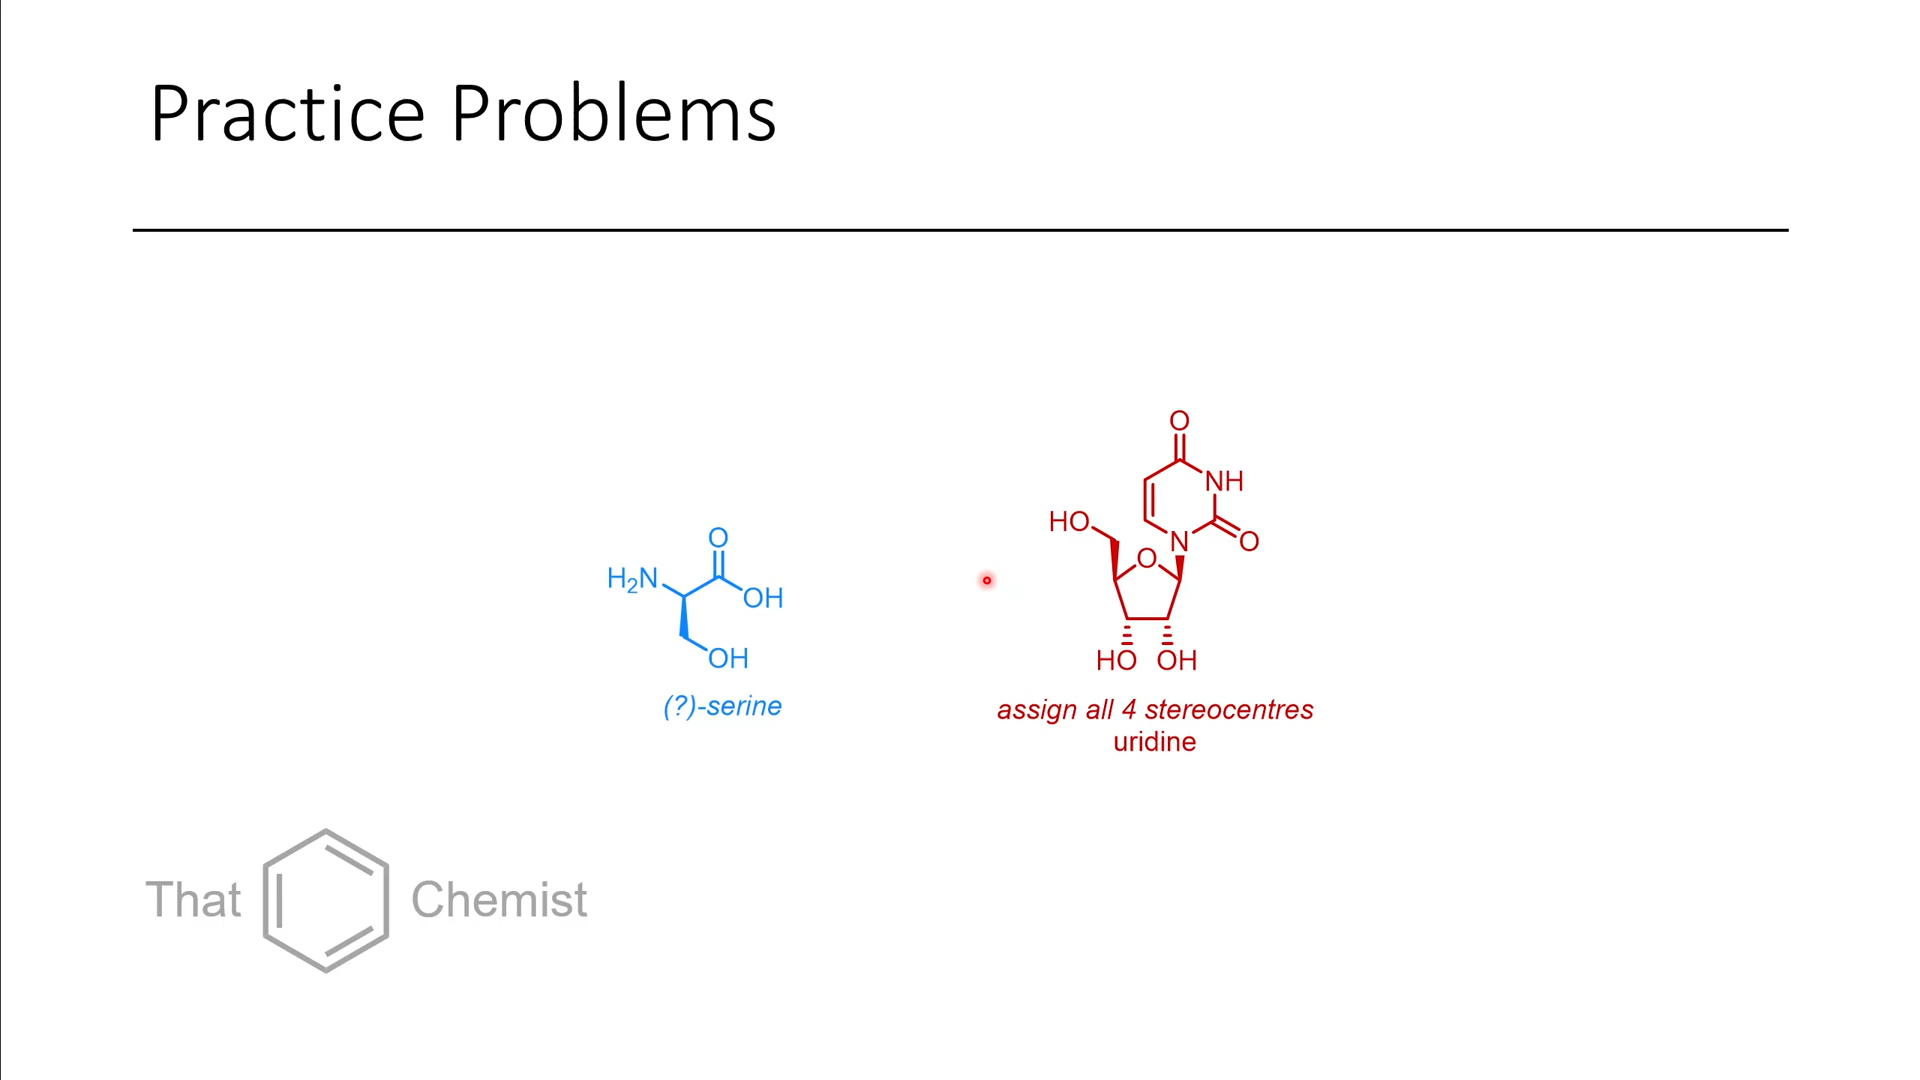 Practice Problems
O
H₂N
OH
OH
(?)-serine
O
NH
HO
N
O
O
HO OH
assign all 4 stereocentres
uridine
That Chemist